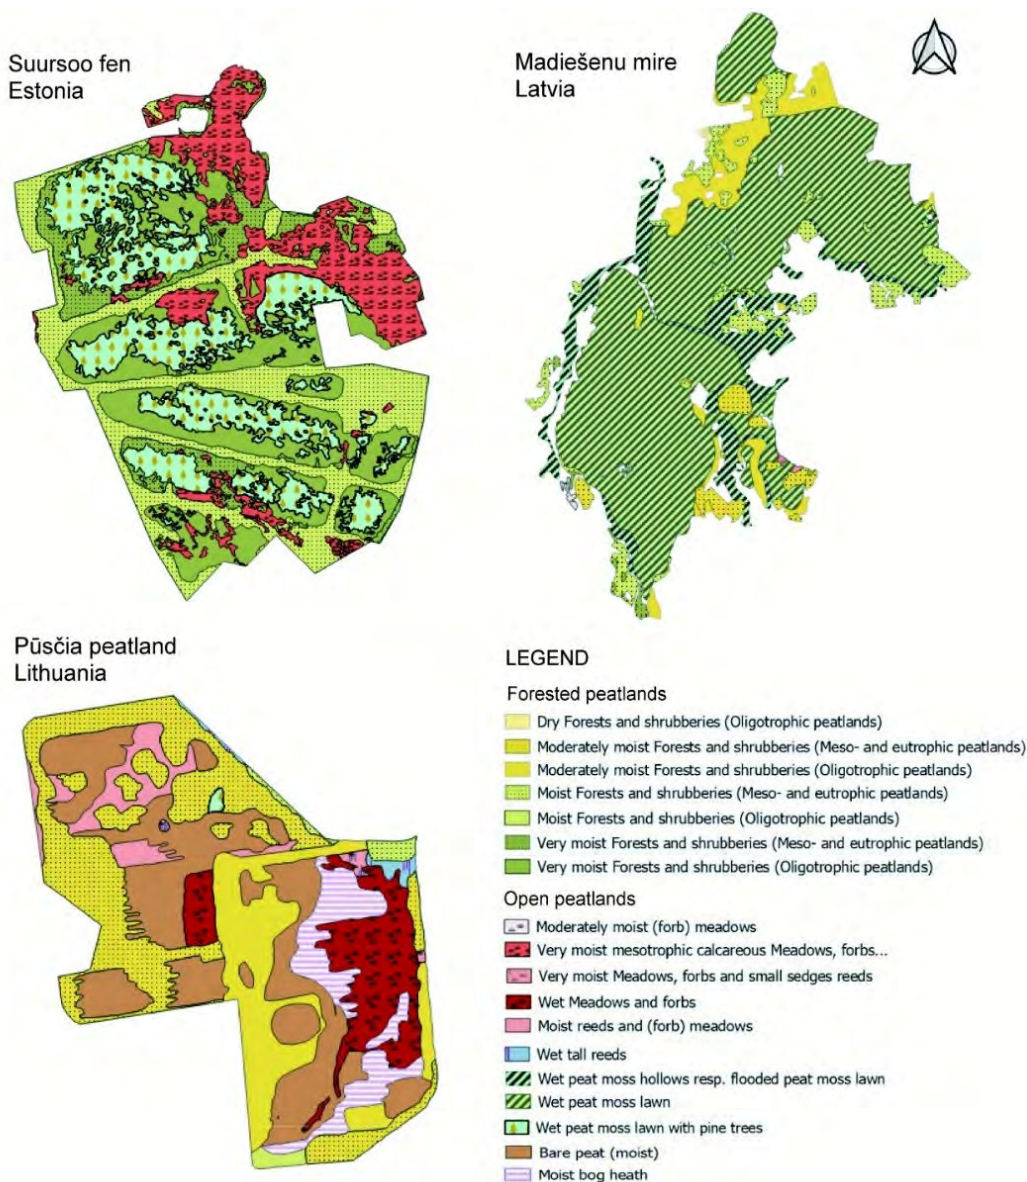 Suursoo fen
Estonia
Madiešenu mire
Latvia
Pūsčia peatland
Lithuania
LEGEND
Forested peatlands
Dry Forests and shrubberies (Oligotrophic peatlands)
Moderately moist Forests and shrubberies (Meso- and eutrophic peatlands)
Moderately moist Forests and shrubberies (Oligotrophic peatlands)
Moist Forests and shrubberies (Meso- and eutrophic peatlands)
Moist Forests and shrubberies (Oligotrophic peatlands)
Very moist Forests and shrubberies (Meso- and eutrophic peatlands)
Very moist Forests and shrubberies (Oligotrophic peatlands)
Open peatlands
Moderately moist (forb) meadows
Very moist mesotrophic calcareous Meadows, forbs...
Very moist Meadows, forbs and small sedges reeds
Wet Meadows and forbs
Moist reeds and (forb) meadows
Wet tall reeds
Wet peat moss hollows resp. flooded peat moss lawn
Wet peat moss lawn
Wet peat moss lawn with pine trees
Bare peat (moist)
Moist bog heath